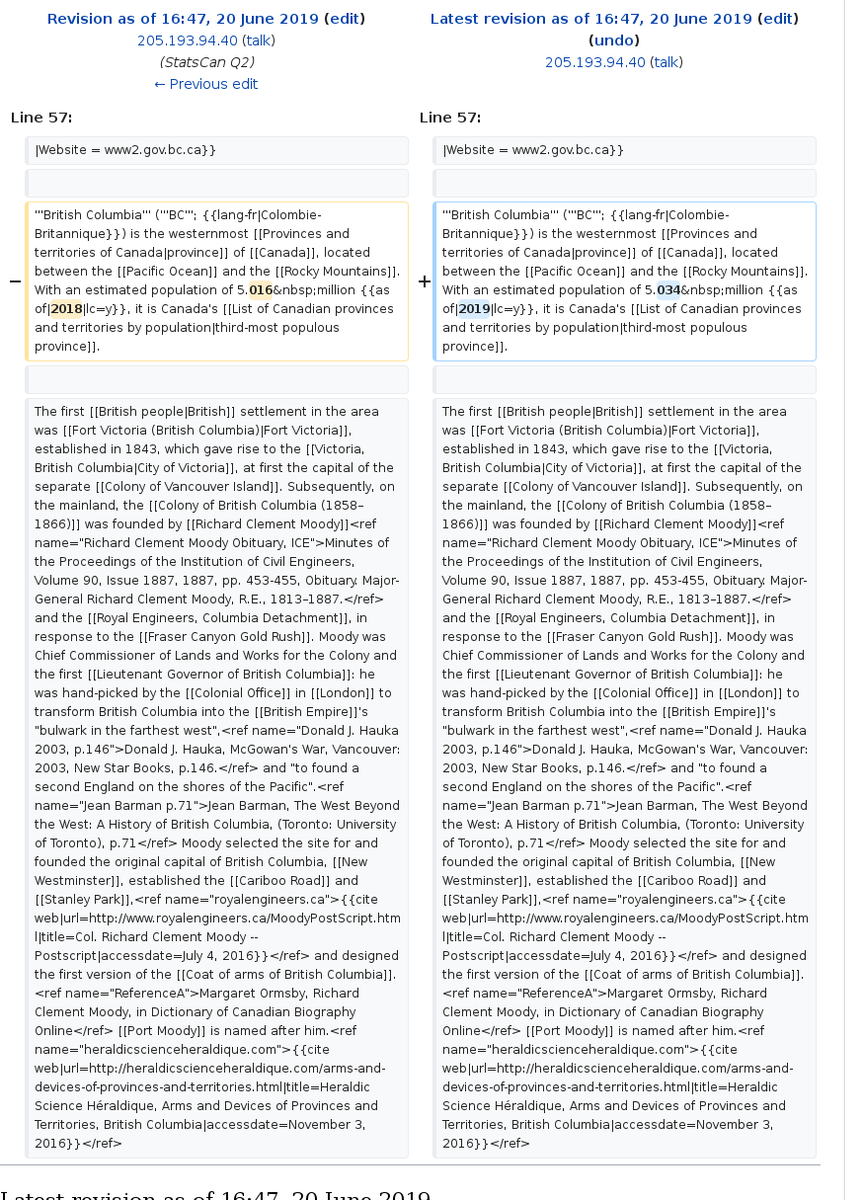 Revision as of 16:47, 20 June 2019 (edit)
205.193.94.40 (talk)
(StatsCan Q2)
← Previous edit
Latest revision as of 16:47, 20 June 2019 (edit)
(undo)
205.193.94.40 (talk)
Line 57:
Line 57:
|Website = www2.gov.bc.ca}}
|Website = www2.gov.bc.ca}}
−
'''British Columbia''' ('''BC'''; {{lang-fr|Colombie-
Britannique}}) is the westernmost [[Provinces and
territories of Canada|province]] of [[Canada]], located
between the [[Pacific Ocean]] and the [[Rocky Mountains]].
With an estimated population of 5.016&nbsp;million {{as
of|2018|lc=y}}, it is Canada's [[List of Canadian provinces
and territories by population|third-most populous
province]].
+
'''British Columbia''' ('''BC'''; {{lang-fr|Colombie-
Britannique}}) is the westernmost [[Provinces and
territories of Canada|province]] of [[Canada]], located
between the [[Pacific Ocean]] and the [[Rocky Mountains]].
With an estimated population of 5.034&nbsp;million {{as
of|2019|lc=y}}, it is Canada's [[List of Canadian provinces
and territories by population|third-most populous
province]].
The first [[British people|British]] settlement in the area
was [[Fort Victoria (British Columbia)|Fort Victoria]],
established in 1843, which gave rise to the [[Victoria,
British Columbia|City of Victoria]], at first the capital of the
separate [[Colony of Vancouver Island]]. Subsequently, on
the mainland, the [[Colony of British Columbia (1858–
1866)]] was founded by [[Richard Clement Moody]]<ref
name="Richard Clement Moody Obituary, ICE">Minutes of
the Proceedings of the Institution of Civil Engineers,
Volume 90, Issue 1887, 1887, pp. 453-455, Obituary. Major-
General Richard Clement Moody, R.E., 1813–1887.</ref>
and the [[Royal Engineers, Columbia Detachment]], in
response to the [[Fraser Canyon Gold Rush]]. Moody was
Chief Commissioner of Lands and Works for the Colony and
the first [[Lieutenant Governor of British Columbia]]: he
was hand-picked by the [[Colonial Office]] in [[London]] to
transform British Columbia into the [[British Empire]]'s
"bulwark in the farthest west",<ref name="Donald J. Hauka
2003, p.146">Donald J. Hauka, McGowan's War, Vancouver:
2003, New Star Books, p.146.</ref> and "to found a
second England on the shores of the Pacific".<ref
name="Jean Barman p.71">Jean Barman, The West Beyond
the West: A History of British Columbia, (Toronto: University
of Toronto), p.71</ref> Moody selected the site for and
founded the original capital of British Columbia, [[New
Westminster]], established the [[Cariboo Road]] and
[[Stanley Park]],<ref name="royalengineers.ca">{{cite
web|url=http://www.royalengineers.ca/MoodyPostScript.htm
l|title=Col. Richard Clement Moody --
Postscript|accessdate=July 4, 2016}}</ref> and designed
the first version of the [[Coat of arms of British Columbia]].
<ref name="ReferenceA">Margaret Ormsby, Richard
Clement Moody, in Dictionary of Canadian Biography
Online</ref> [[Port Moody]] is named after him.<ref
name="heraldicscienceheraldique.com">{{cite
web|url=http://heraldicscienceheraldique.com/arms-and-
devices-of-provinces-and-territories.html|title=Heraldic
Science Héraldique, Arms and Devices of Provinces and
Territories, British Columbia|accessdate=November 3,
2016}}</ref>
The first [[British people|British]] settlement in the area
was [[Fort Victoria (British Columbia)|Fort Victoria]],
established in 1843, which gave rise to the [[Victoria,
British Columbia|City of Victoria]], at first the capital of the
separate [[Colony of Vancouver Island]]. Subsequently, on
the mainland, the [[Colony of British Columbia (1858–
1866)]] was founded by [[Richard Clement Moody]]<ref
name="Richard Clement Moody Obituary, ICE">Minutes of
the Proceedings of the Institution of Civil Engineers,
Volume 90, Issue 1887, 1887, pp. 453-455, Obituary. Major-
General Richard Clement Moody, R.E., 1813–1887.</ref>
and the [[Royal Engineers, Columbia Detachment]], in
response to the [[Fraser Canyon Gold Rush]]. Moody was
Chief Commissioner of Lands and Works for the Colony and
the first [[Lieutenant Governor of British Columbia]]: he
was hand-picked by the [[Colonial Office]] in [[London]] to
transform British Columbia into the [[British Empire]]'s
"bulwark in the farthest west",<ref name="Donald J. Hauka
2003, p.146">Donald J. Hauka, McGowan's War, Vancouver:
2003, New Star Books, p.146.</ref> and "to found a
second England on the shores of the Pacific".<ref
name="Jean Barman p.71">Jean Barman, The West Beyond
the West: A History of British Columbia, (Toronto: University
of Toronto), p.71</ref> Moody selected the site for and
founded the original capital of British Columbia, [[New
Westminster]], established the [[Cariboo Road]] and
[[Stanley Park]],<ref name="royalengineers.ca">{{cite
web|url=http://www.royalengineers.ca/MoodyPostScript.htm
l|title=Col. Richard Clement Moody --
Postscript|accessdate=July 4, 2016}}</ref> and designed
the first version of the [[Coat of arms of British Columbia]].
<ref name="ReferenceA">Margaret Ormsby, Richard
Clement Moody, in Dictionary of Canadian Biography
Online</ref> [[Port Moody]] is named after him.<ref
name="heraldicscienceheraldique.com">{{cite
web|url=http://heraldicscienceheraldique.com/arms-and-
devices-of-provinces-and-territories.html|title=Heraldic
Science Héraldique, Arms and Devices of Provinces and
Territories, British Columbia|accessdate=November 3,
2016}}</ref>
Latest revision as of 16:47, 20 June 2019